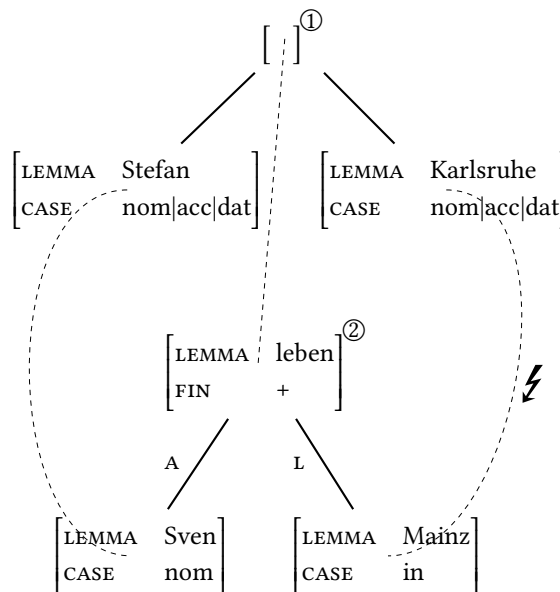 [ ]①
LEMMA Stefan
CASE nom|acc|dat
LEMMA Karlsruhe
CASE nom|acc|dat
LEMMA leben ②
FIN +
A L
LEMMA Sven
CASE nom
LEMMA Mainz
CASE in